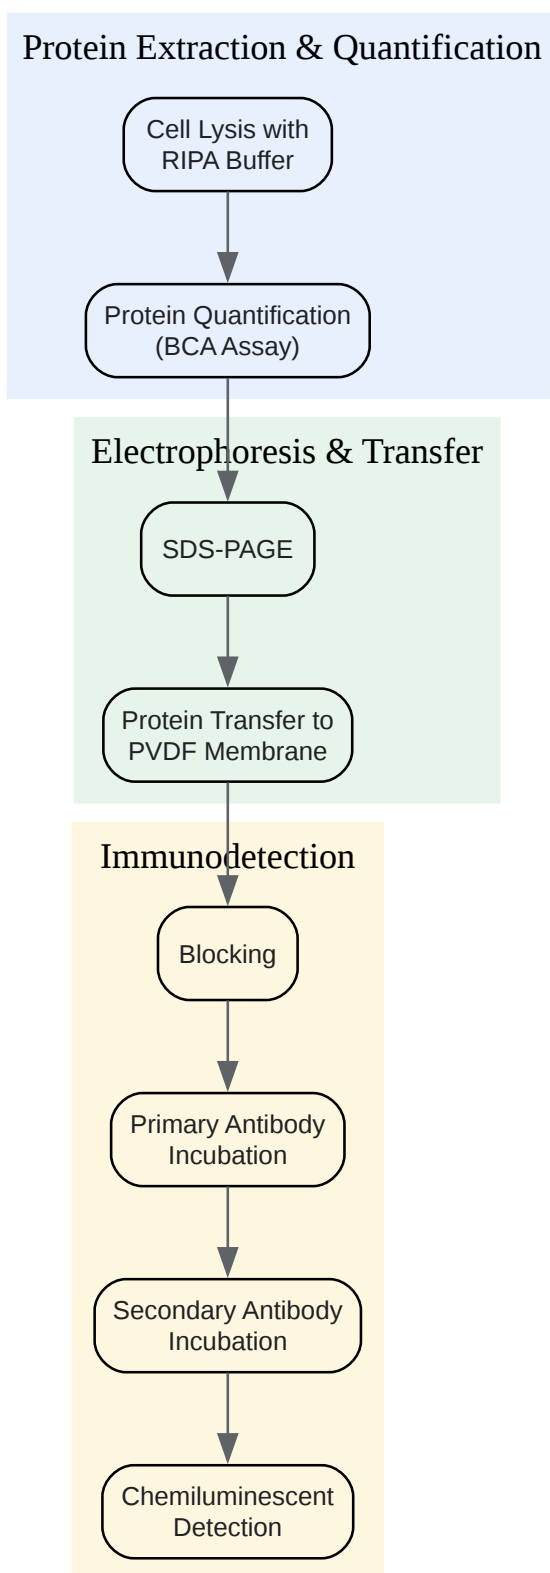 Protein Extraction & Quantification
Cell Lysis with
RIPA Buffer
Protein Quantification
(BCA Assay)
Electrophoresis & Transfer
SDS-PAGE
Protein Transfer to
PVDF Membrane
Immunodetection
Blocking
Primary Antibody
Incubation
Secondary Antibody
Incubation
Chemiluminescent
Detection